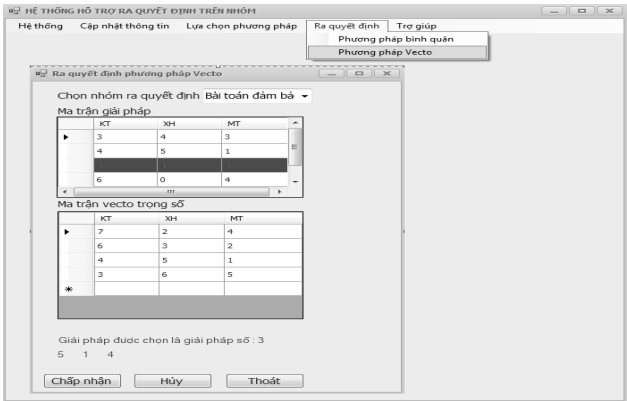 HỆ THỐNG HỖ TRỢ RA QUYẾT ĐỊNH TRÊN NHÓM
Hệ thống Cập nhật thông tin Lựa chọn phương pháp Ra quyết định Trợ giúp
Phương pháp bình quân
Phương pháp Vecto
Ra quyết định phương pháp Vecto
Chọn nhóm ra quyết định Bài toán đảm bả
Ma trận giải pháp
KT XH MT
3 4 3
4 5 1
6 0 4
Ma trận vecto trọng số
KT XH MT
7 2 4
6 3 2
4 5 1
3 6 5
Giải pháp được chọn là giải pháp số : 3
5 1 4
Chấp nhận Hủy Thoát